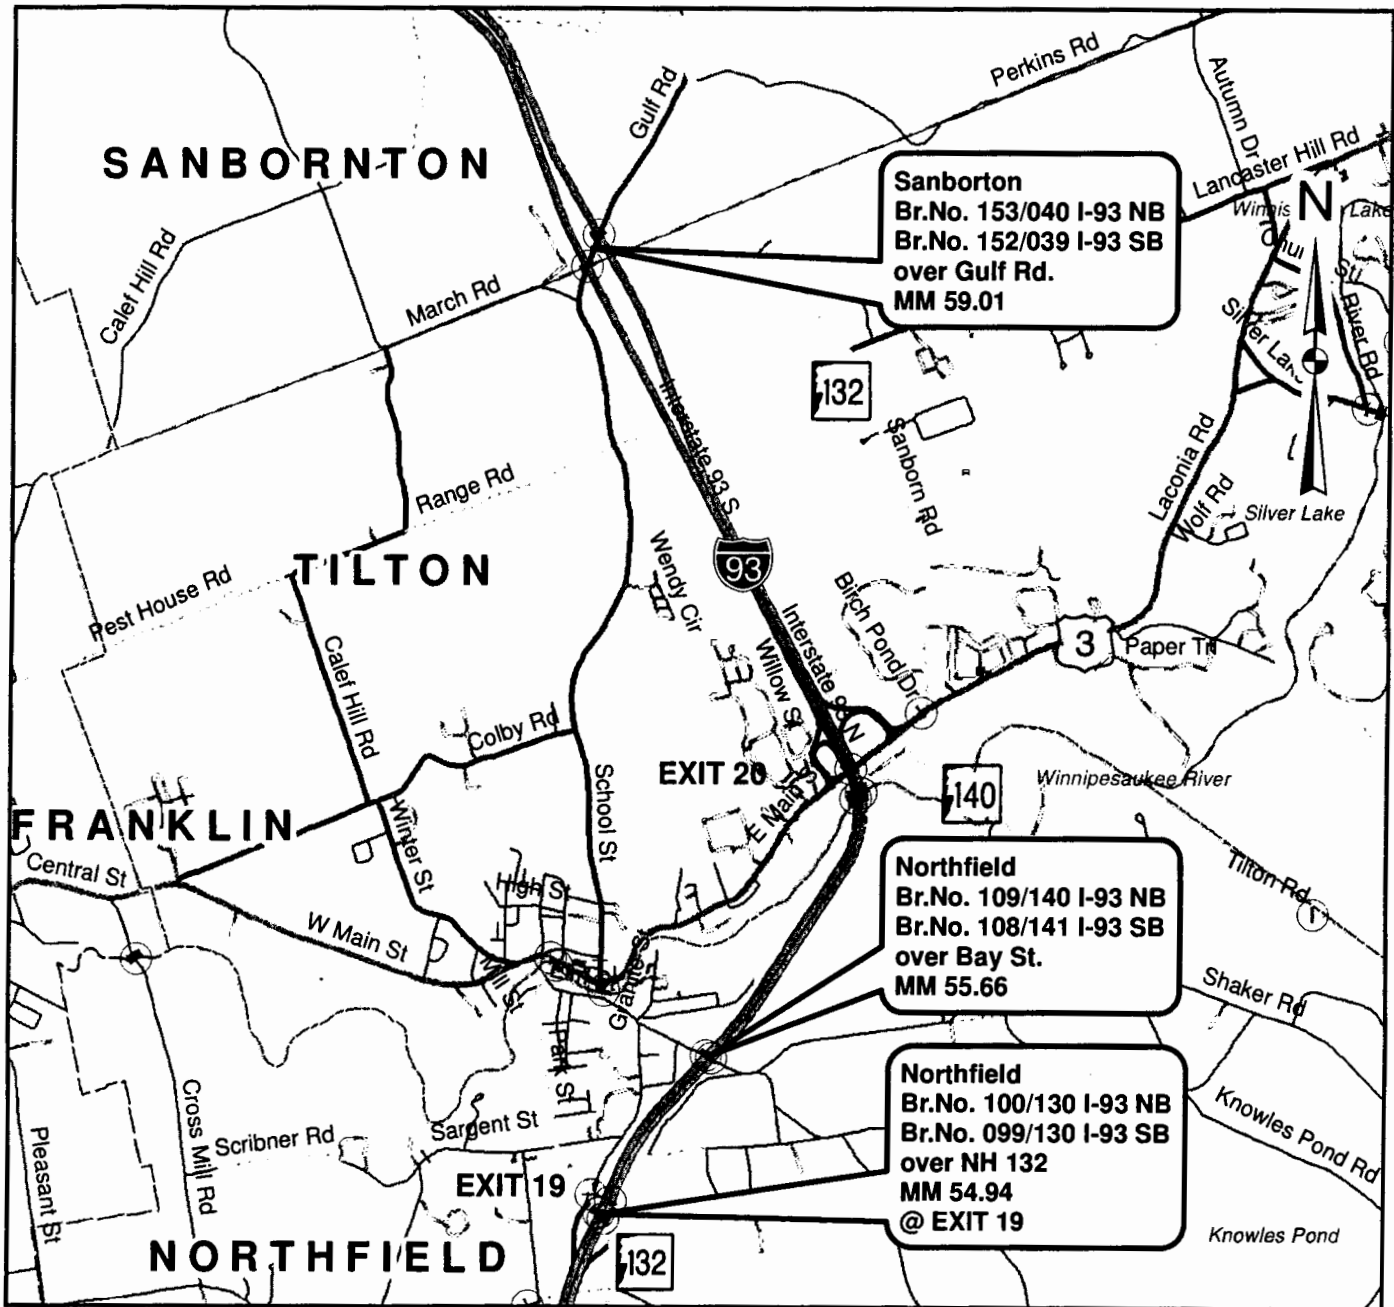 Perkins Rd
Gulf Rd
Autumn Dr
SANBORNTON
Lancaster Hill Rd
Sanborton
Br.No. 153/040 I-93 NB
Br.No. 152/039 I-93 SB
over Gulf Rd.
MM 59.01
N
Winnis
Lake
Calef Hill Rd
March Rd
River Rd
132
Interstate 93 S
Sanborn Rd
Laconia Rd
Wolf Rd
Silver Lake
Range Rd
TILTON
93
Wendy Cir
Birch Pond Dr
Pest House Rd
Interstate 93 N
Willow St
3
Calef Hill Rd
Colby Rd
School St
EXIT 20
E Main St
140
Winnipesaukee River
FRANKLIN
Central St
Winter St
High St
W Main St
Mill St
Granite St
Park St
Northfield
Br.No. 109/140 I-93 NB
Br.No. 108/141 I-93 SB
over Bay St.
MM 55.66
Tilton Rd
Shaker Rd
Northfield
Br.No. 100/130 I-93 NB
Br.No. 099/130 I-93 SB
over NH 132
MM 54.94
@ EXIT 19
Knowles Pond Rd
Knowles Pond
Pleasant St
Cross Mill Rd
Scribner Rd
Sargent St
EXIT 19
NORTHFIELD
132